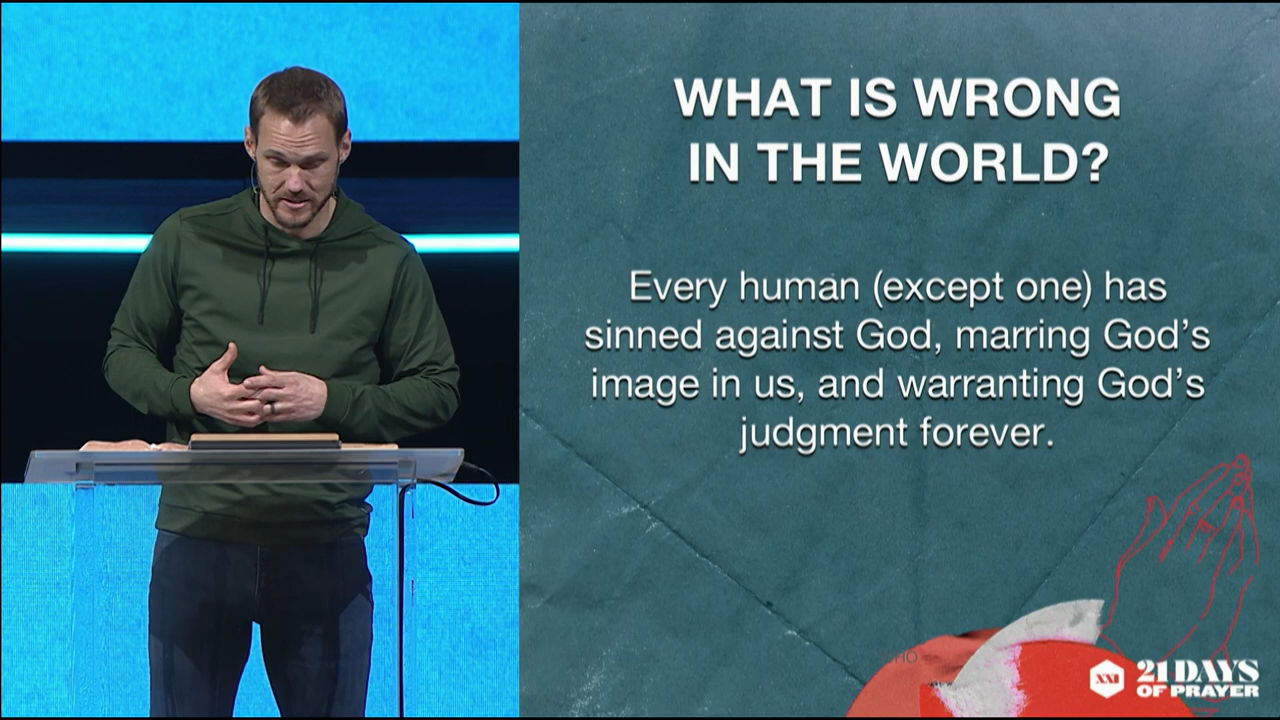 WHAT IS WRONG
IN THE WORLD?
Every human (except one) has
sinned against God, marring God's
image in us, and warranting God's
judgment forever.
XXI
21 DAYS
OF PRAYER